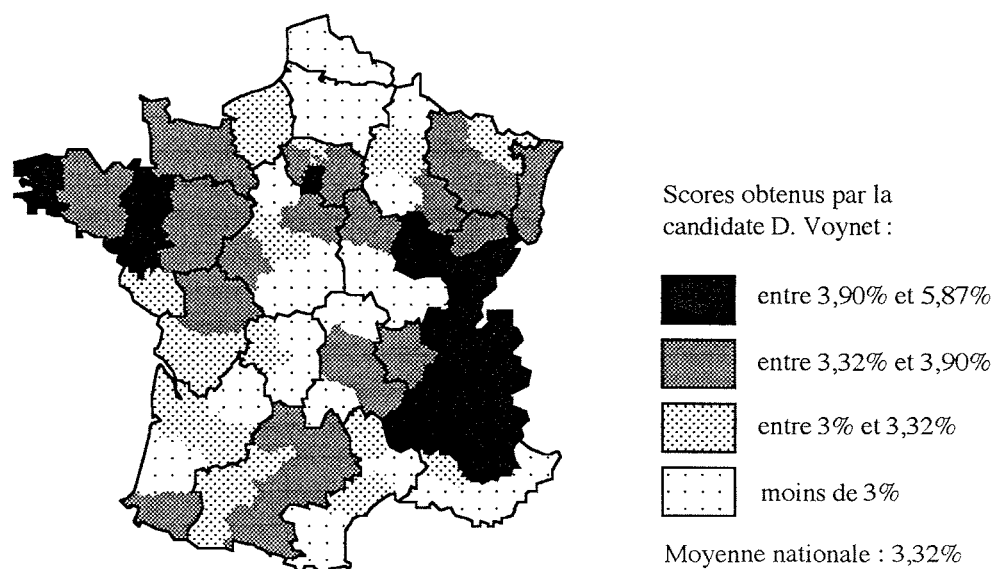 Scores obtenus par la
candidate D. Voynet :
entre 3,90% et 5,87%
entre 3,32% et 3,90%
entre 3% et 3,32%
moins de 3%
Moyenne nationale : 3,32%